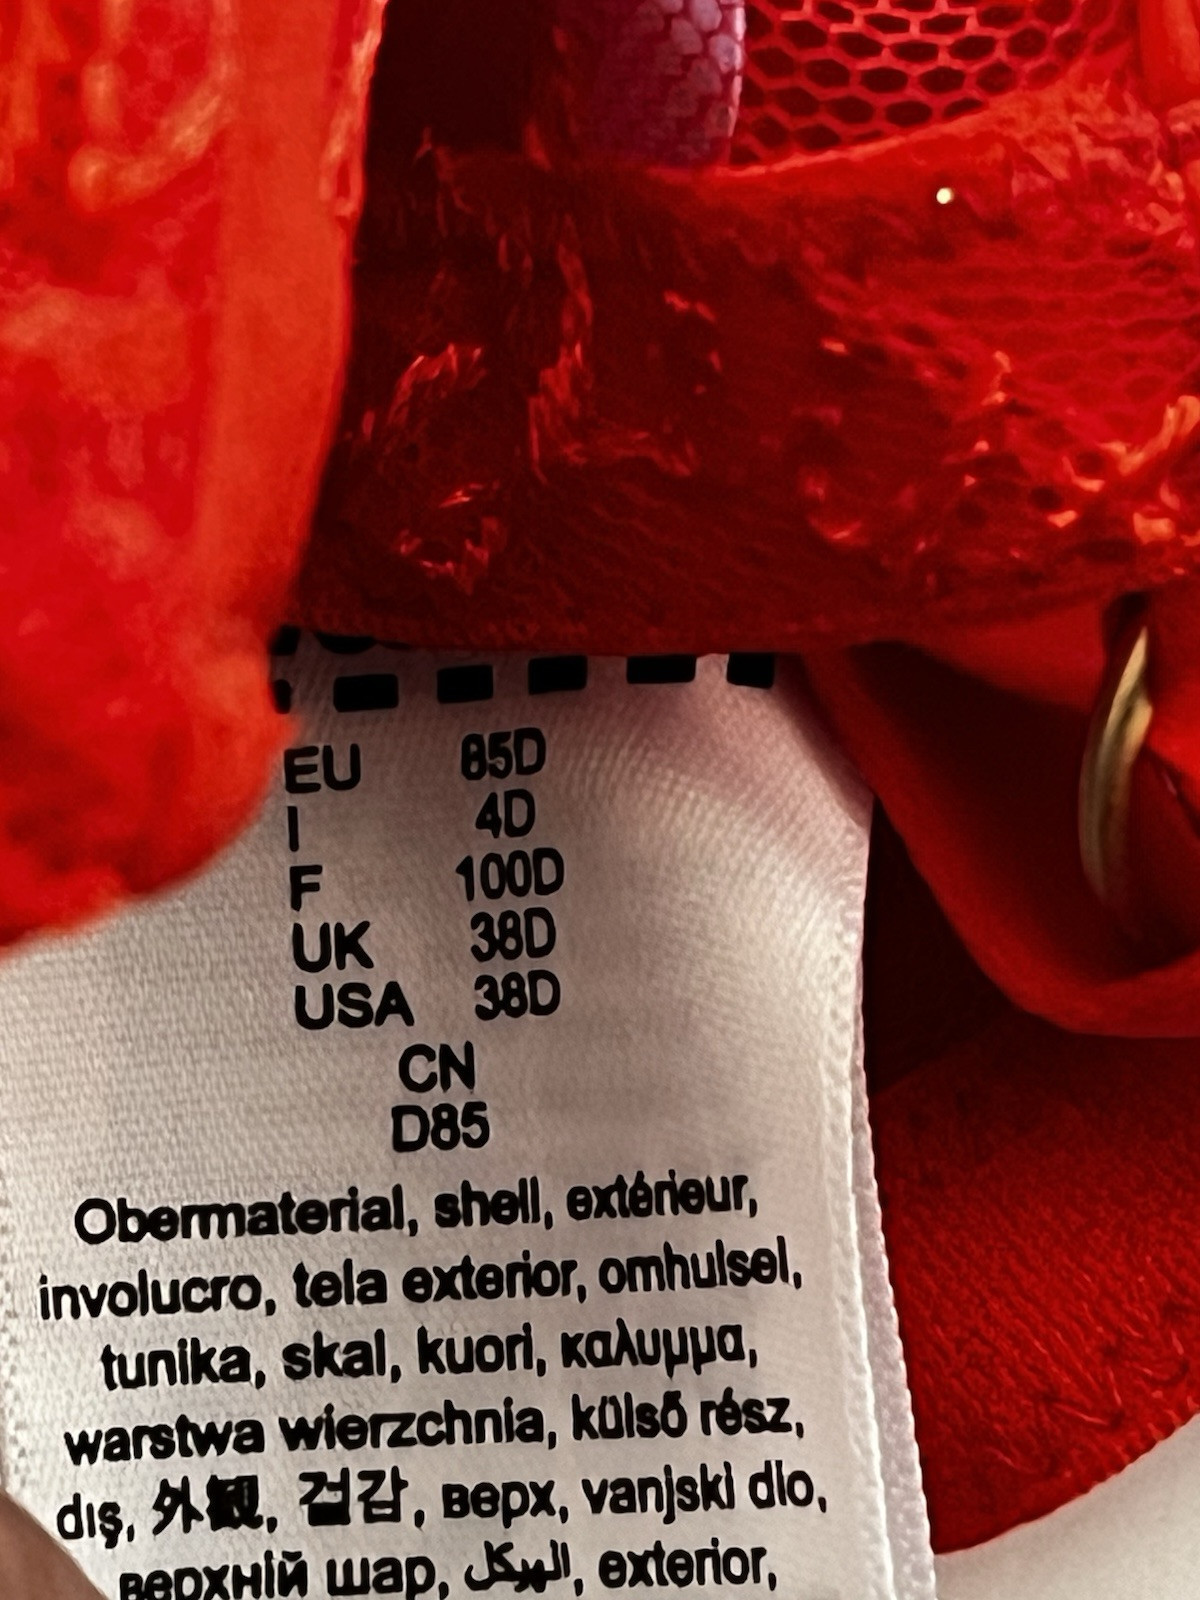 EU 85D
I 4D
F 100D
UK 38D
USA 38D
CN
D85
Obermaterial, shell, extérieur,
involucro, tela exterior, omhulsel,
tunika, skal, kuori, καλυμμα,
warstwa wierzchnia, külső rész,
dış, 外観, 겉감, верх, vanjski dio,
верхній шар, الهيكل, exterior,